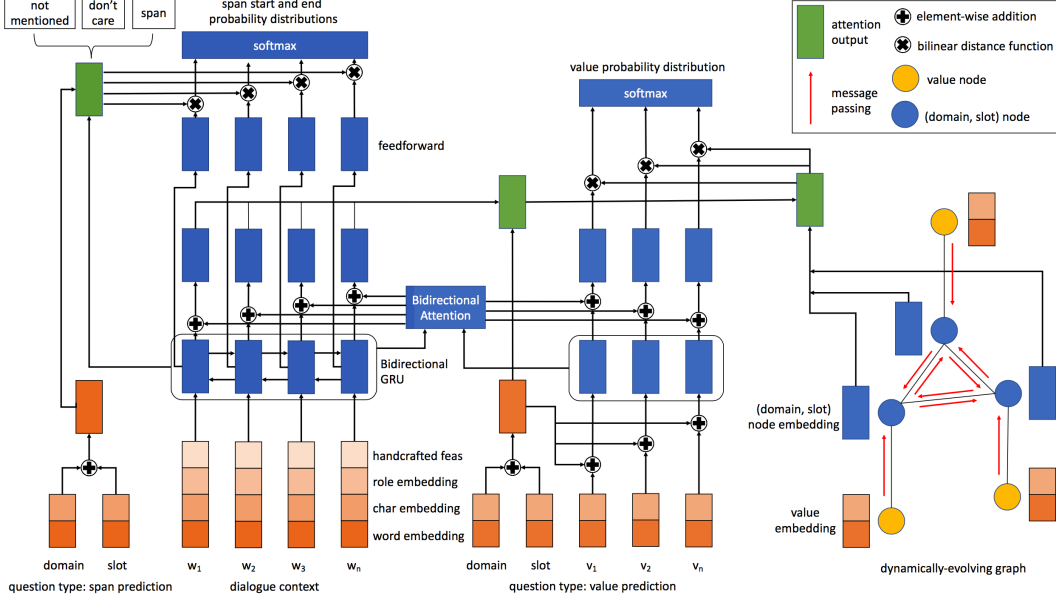 not
mentioned
don't
care
span
span start and end
probability distributions
softmax
value probability distribution
softmax
attention
output
element-wise addition
bilinear distance function
message
passing
value node
(domain, slot) node
feedforward
Bidirectional
Attention
Bidirectional
GRU
(domain, slot)
node embedding
handcrafted feas
role embedding
char embedding
word embedding
value
embedding
domain
slot
w1
w2
w3
wn
domain
slot
v1
v2
vn
question type: span prediction
dialogue context
question type: value prediction
dynamically-evolving graph